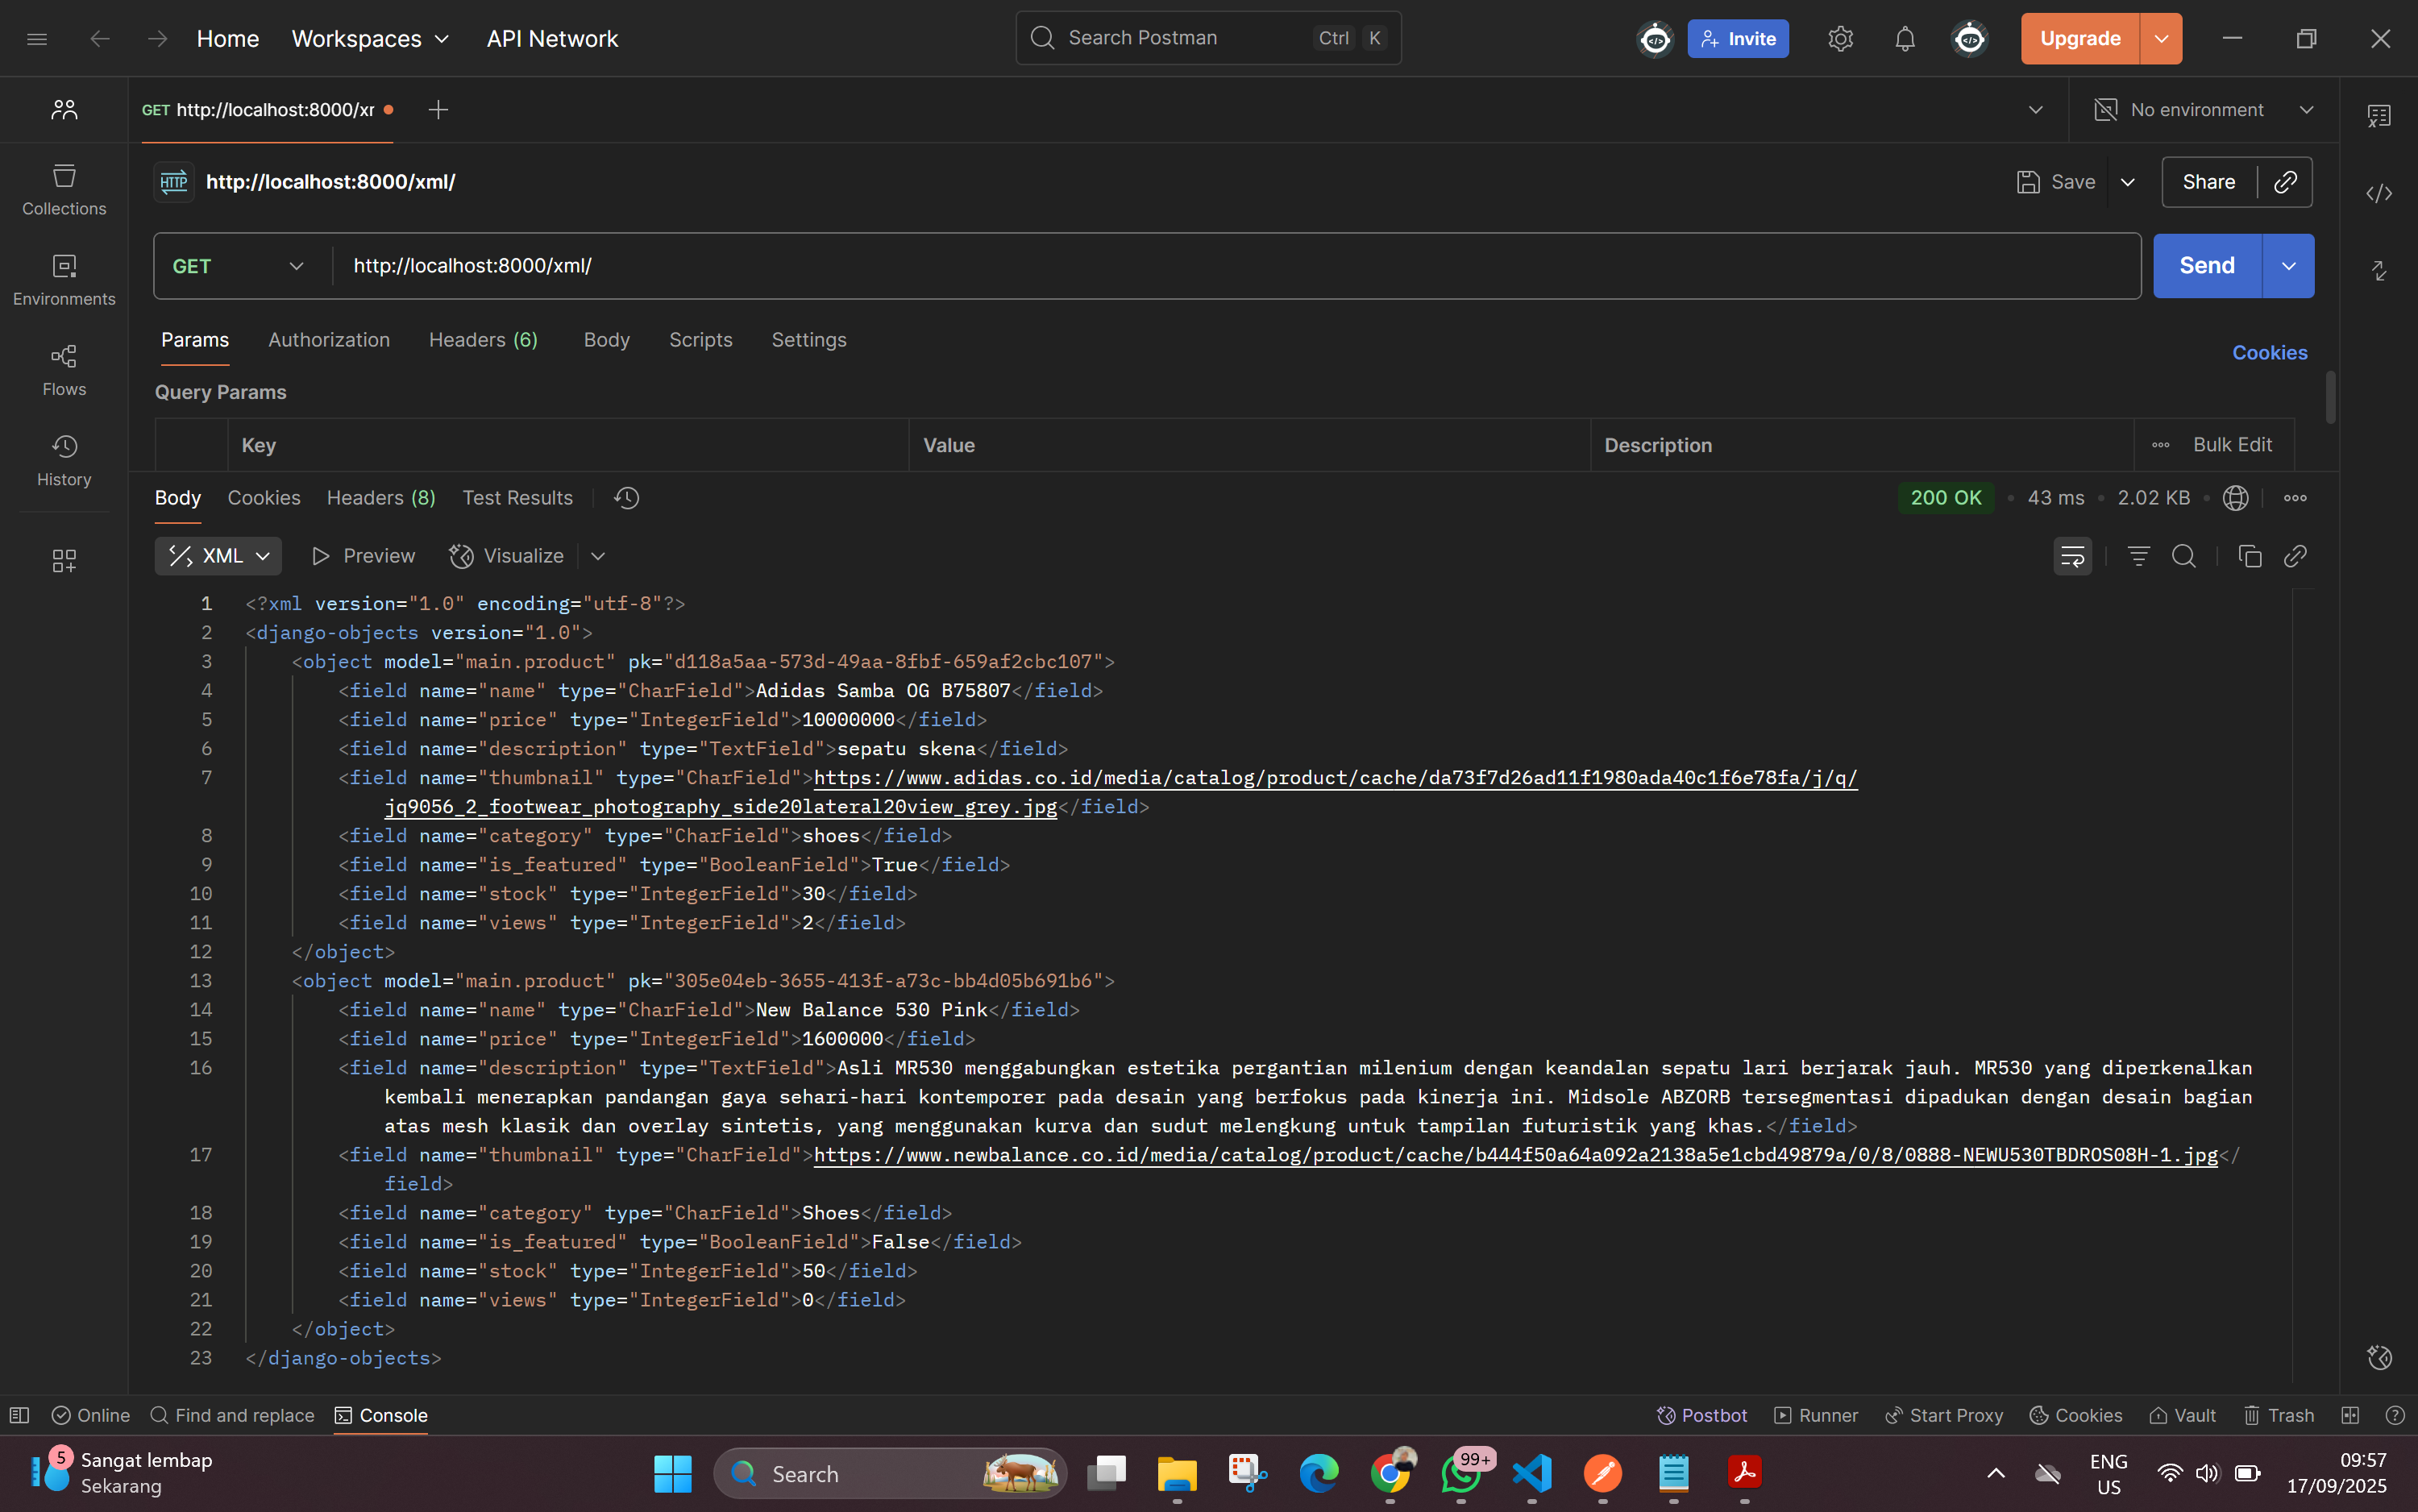 Home Workspaces API Network Search Postman Ctrl K Invite Upgrade
GET http://localhost:8000/xr No environment
HTTP http://localhost:8000/xml/ Save Share
Collections
GET http://localhost:8000/xml/ Send
Environments
Params Authorization Headers (6) Body Scripts Settings Cookies
Flows
Query Params
Key Value Description Bulk Edit
History
Body Cookies Headers (8) Test Results 200 OK 43 ms 2.02 KB
XML Preview Visualize
1 <?xml version="1.0" encoding="utf-8"?>
2 <django-objects version="1.0">
3 <object model="main.product" pk="d118a5aa-573d-49aa-8fbf-659af2cbc107">
4 <field name="name" type="CharField">Adidas Samba OG B75807</field>
5 <field name="price" type="IntegerField">10000000</field>
6 <field name="description" type="TextField">sepatu skena</field>
7 <field name="thumbnail" type="CharField">https://www.adidas.co.id/media/catalog/product/cache/da73f7d26ad11f1980ada40c1f6e78fa/j/q/
jq9056_2_footwear_photography_side20lateral20view_grey.jpg</field>
8 <field name="category" type="CharField">shoes</field>
9 <field name="is_featured" type="BooleanField">True</field>
10 <field name="stock" type="IntegerField">30</field>
11 <field name="views" type="IntegerField">2</field>
12 </object>
13 <object model="main.product" pk="305e04eb-3655-413f-a73c-bb4d05b691b6">
14 <field name="name" type="CharField">New Balance 530 Pink</field>
15 <field name="price" type="IntegerField">1600000</field>
16 <field name="description" type="TextField">Asli MR530 menggabungkan estetika pergantian milenium dengan keandalan sepatu lari berjarak jauh. MR530 yang diperkenalkan
kembali menerapkan pandangan gaya sehari-hari kontemporer pada desain yang berfokus pada kinerja ini. Midsole ABZORB tersegmentasi dipadukan dengan desain bagian
atas mesh klasik dan overlay sintetis, yang menggunakan kurva dan sudut melengkung untuk tampilan futuristik yang khas.</field>
17 <field name="thumbnail" type="CharField">https://www.newbalance.co.id/media/catalog/product/cache/b444f50a64a092a2138a5e1cbd49879a/0/8/0888-NEWU530TBDROS08H-1.jpg</
field>
18 <field name="category" type="CharField">Shoes</field>
19 <field name="is_featured" type="BooleanField">False</field>
20 <field name="stock" type="IntegerField">50</field>
21 <field name="views" type="IntegerField">0</field>
22 </object>
23 </django-objects>
Online Find and replace Console Postbot Runner Start Proxy Cookies Vault Trash
5 Sangat lembap
Sekarang
Search
99+
ENG
US
09:57
17/09/2025